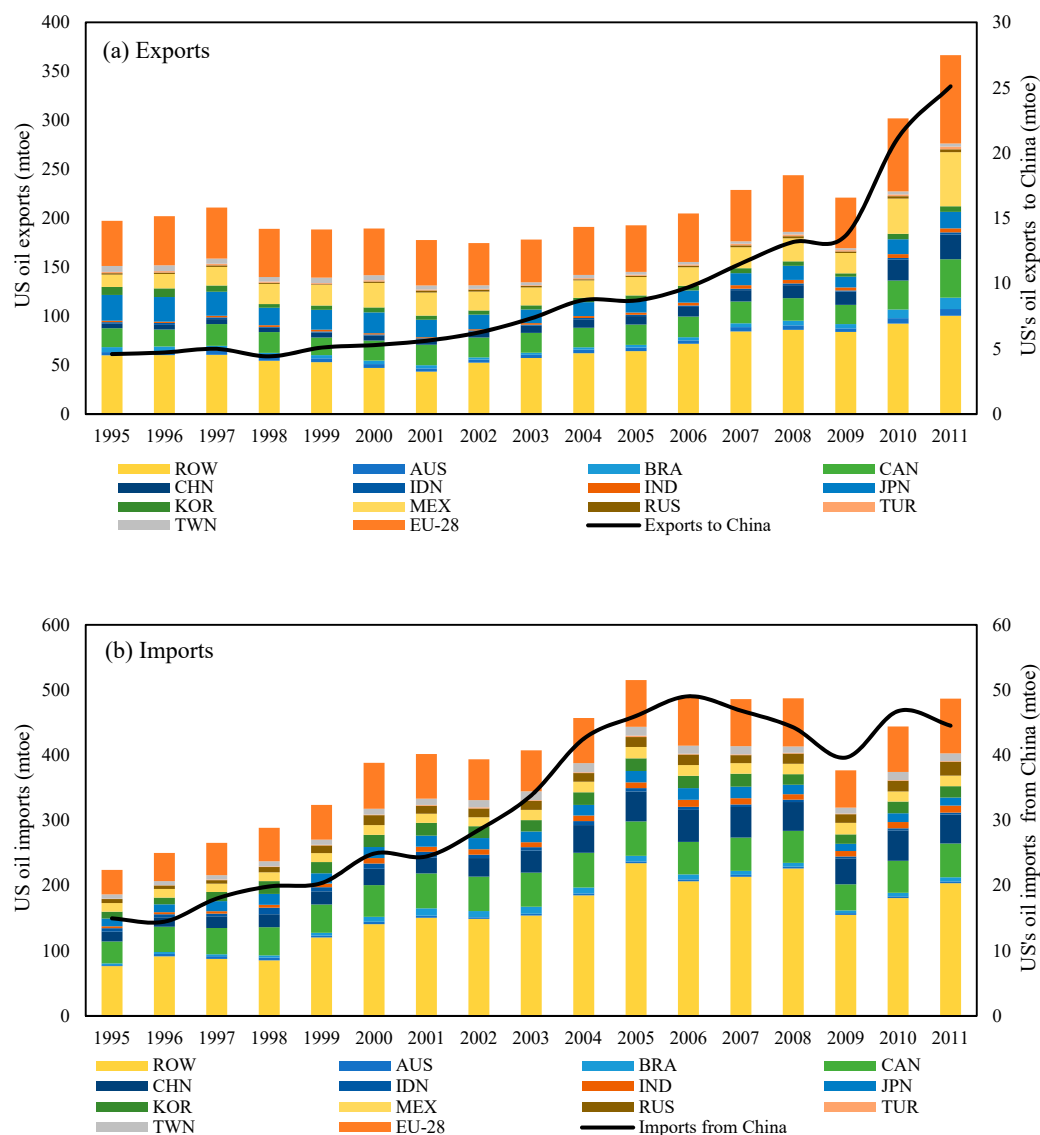 (a) Exports
US oil exports (mtoe)
US's oil exports to China (mtoe)
400
350
300
250
200
150
100
50
0
30
25
20
15
10
5
0
1995 1996 1997 1998 1999 2000 2001 2002 2003 2004 2005 2006 2007 2008 2009 2010 2011
ROW AUS BRA CAN
CHN IDN IND JPN
KOR MEX RUS TUR
TWN EU-28 Exports to China
(b) Imports
US oil imports (mtoe)
US's oil imports from China (mtoe)
600
500
400
300
200
100
0
60
50
40
30
20
10
0
1995 1996 1997 1998 1999 2000 2001 2002 2003 2004 2005 2006 2007 2008 2009 2010 2011
ROW AUS BRA CAN
CHN IDN IND JPN
KOR MEX RUS TUR
TWN EU-28 Imports from China